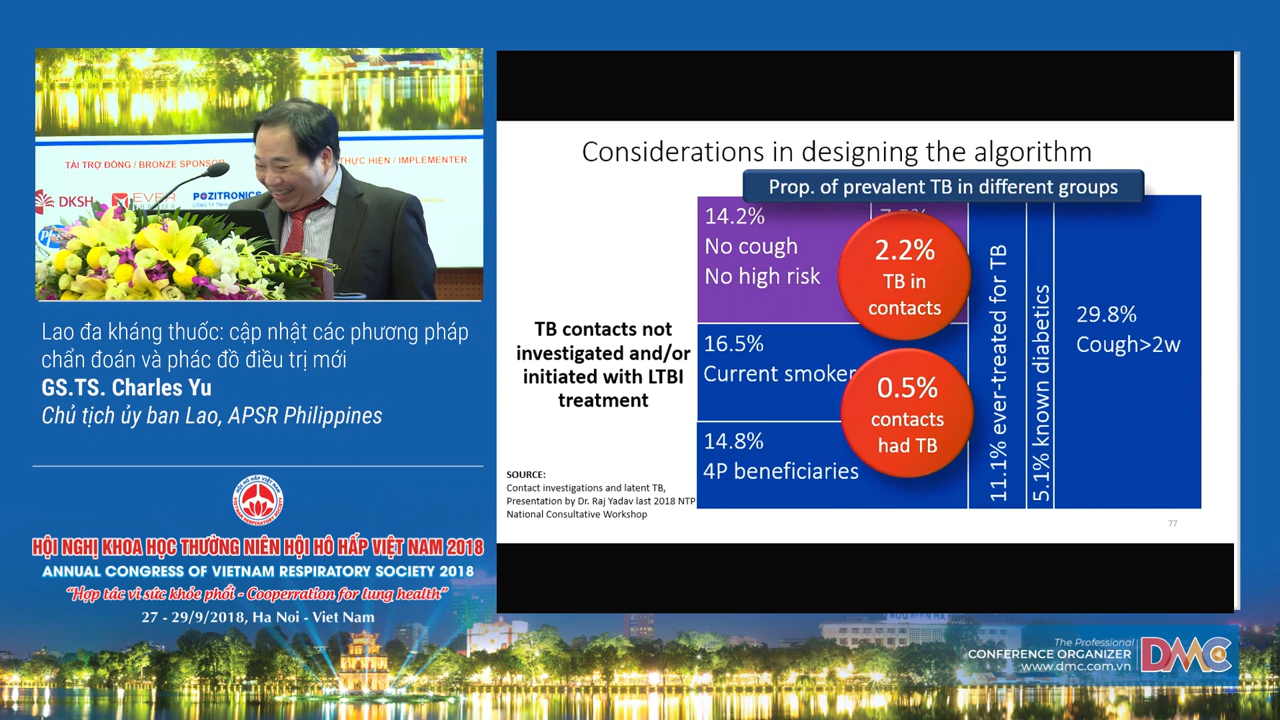 TÀI TRỢ ĐỒNG / BRONZE SPONSOR
THỰC HIỆN / IMPLEMENTER
DKSH
EVER
POZITRONICS
Lao đa kháng thuốc: cập nhật các phương pháp
chẩn đoán và phác đồ điều trị mới
GS.TS. Charles Yu
Chủ tịch ủy ban Lao, APSR Philippines
HỘI NGHỊ KHOA HỌC THƯỜNG NIÊN HỘI HÔ HẤP VIỆT NAM 2018
ANNUAL CONGRESS OF VIETNAM RESPIRATORY SOCIETY 2018
"Hợp tác vì sức khỏe phổi - Cooperration for lung health"
27 - 29/9/2018, Ha Noi - Viet Nam
Considerations in designing the algorithm
Prop. of prevalent TB in different groups
TB contacts not
investigated and/or
initiated with LTBI
treatment
14.2%
No cough
No high risk
2.2%
TB in
contacts
16.5%
Current smoker
0.5%
contacts
had TB
14.8%
4P beneficiaries
11.1% ever-treated for TB
5.1% known diabetics
29.8%
Cough>2w
SOURCE:
Contact investigations and latent TB,
Presentation by Dr. Raj Yadav last 2018 NTP
National Consultative Workshop
77
The Professional
CONFERENCE ORGANIZER
www.dmc.com.vn
DMC